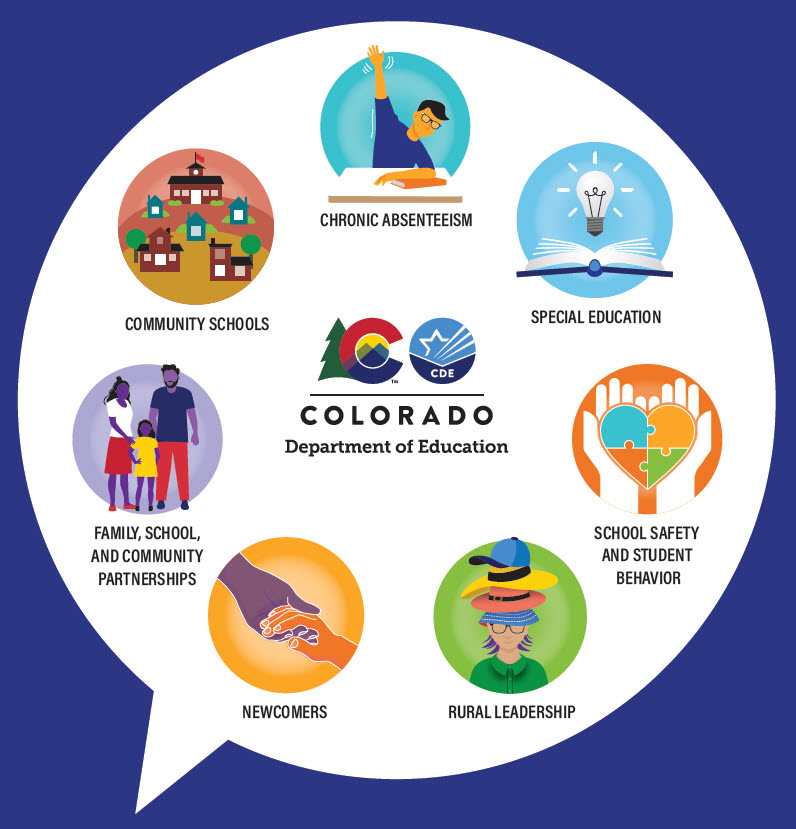 CHRONIC ABSENTEEISM
COMMUNITY SCHOOLS
SPECIAL EDUCATION
CDE
TM
COLORADO
Department of Education
FAMILY, SCHOOL,
AND COMMUNITY
PARTNERSHIPS
SCHOOL SAFETY
AND STUDENT
BEHAVIOR
NEWCOMERS
RURAL LEADERSHIP